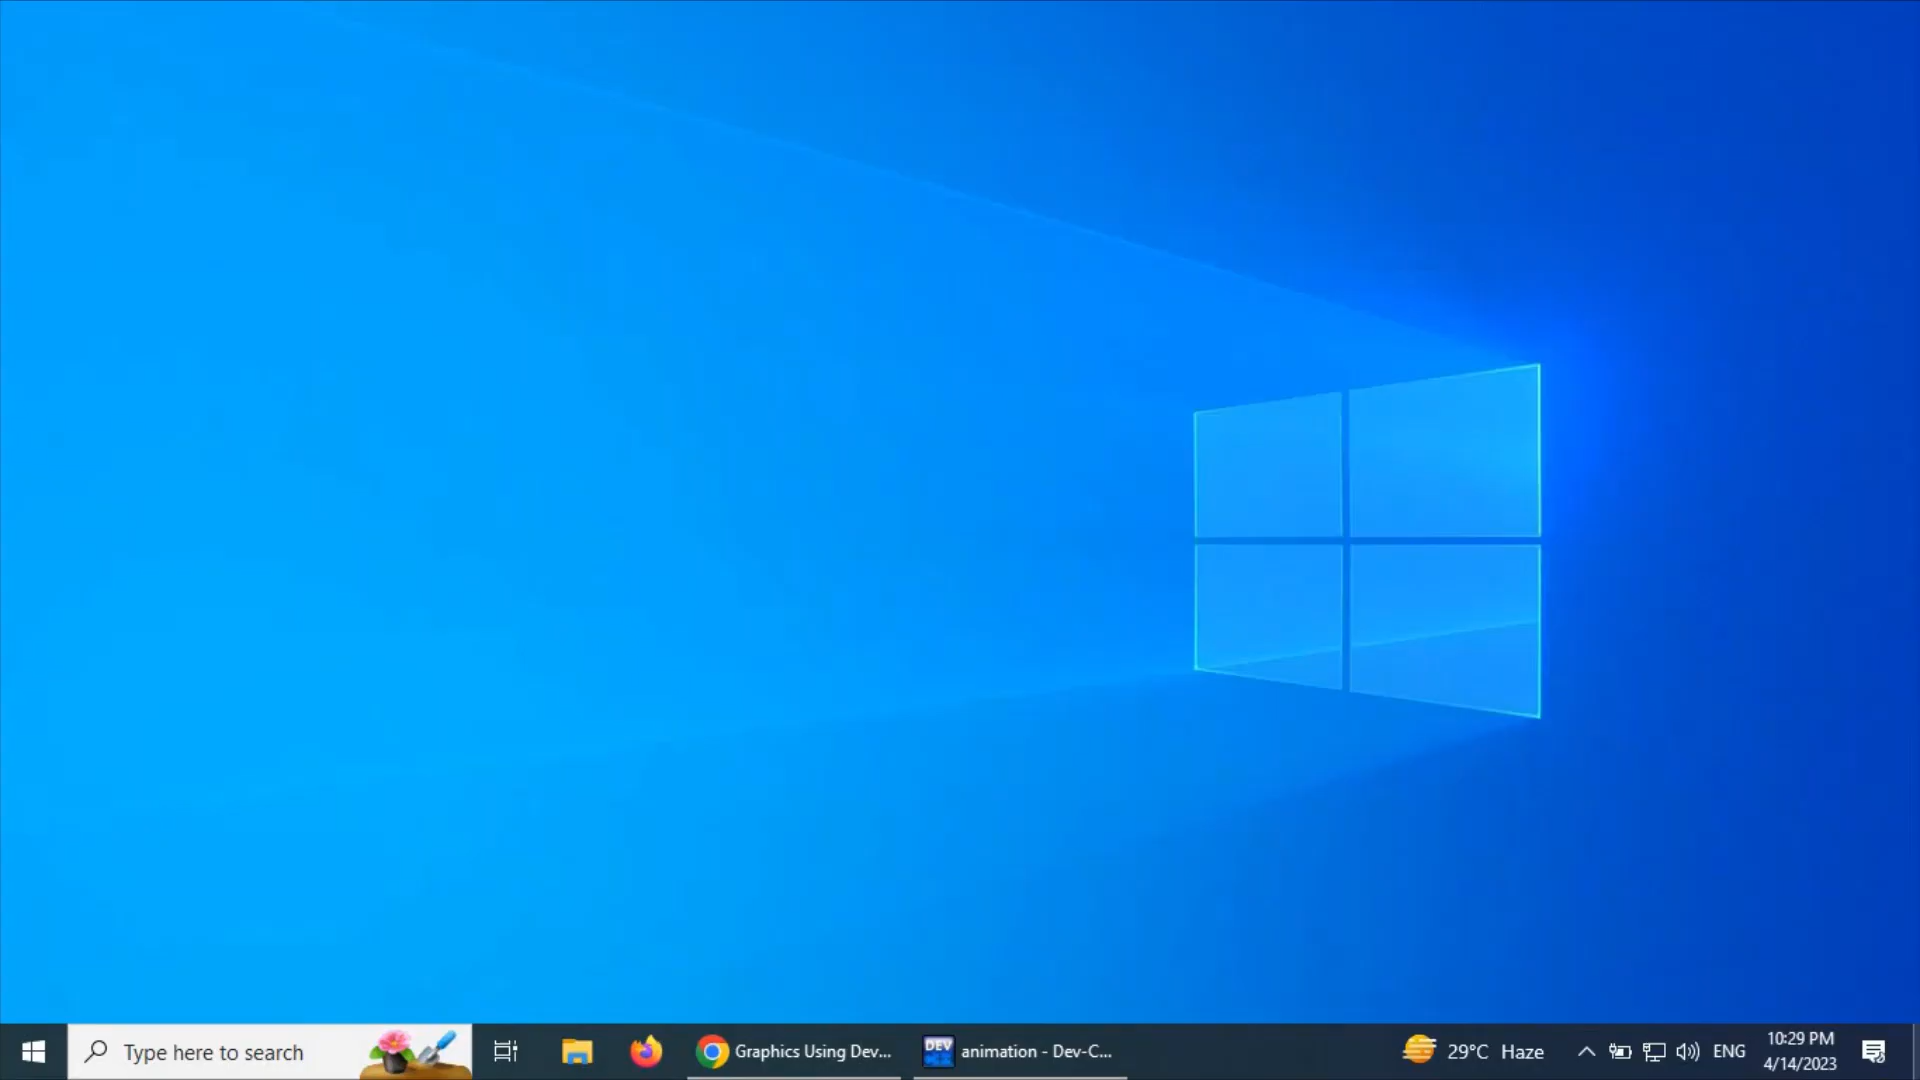 Type here to search
Graphics Using Dev...
DEV
animation - Dev-C...
29°C Haze
ENG
10:29 PM
4/14/2023